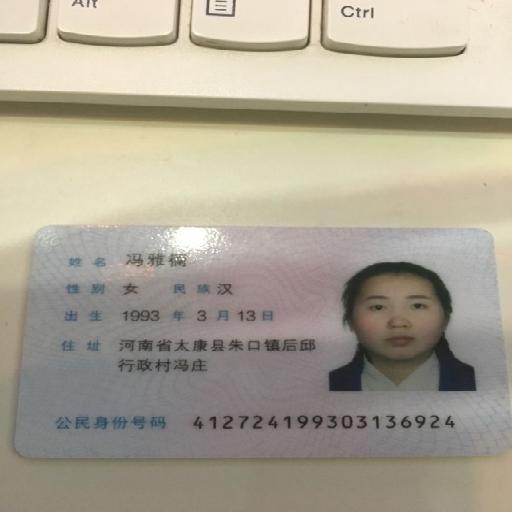 Alt
Ctrl
姓名 冯雅楠
性别 女 民族 汉
出生 1993 年 3 月 13 日
住址 河南省太康县朱口镇后邱
行政村冯庄
公民身份号码 412724199303136924